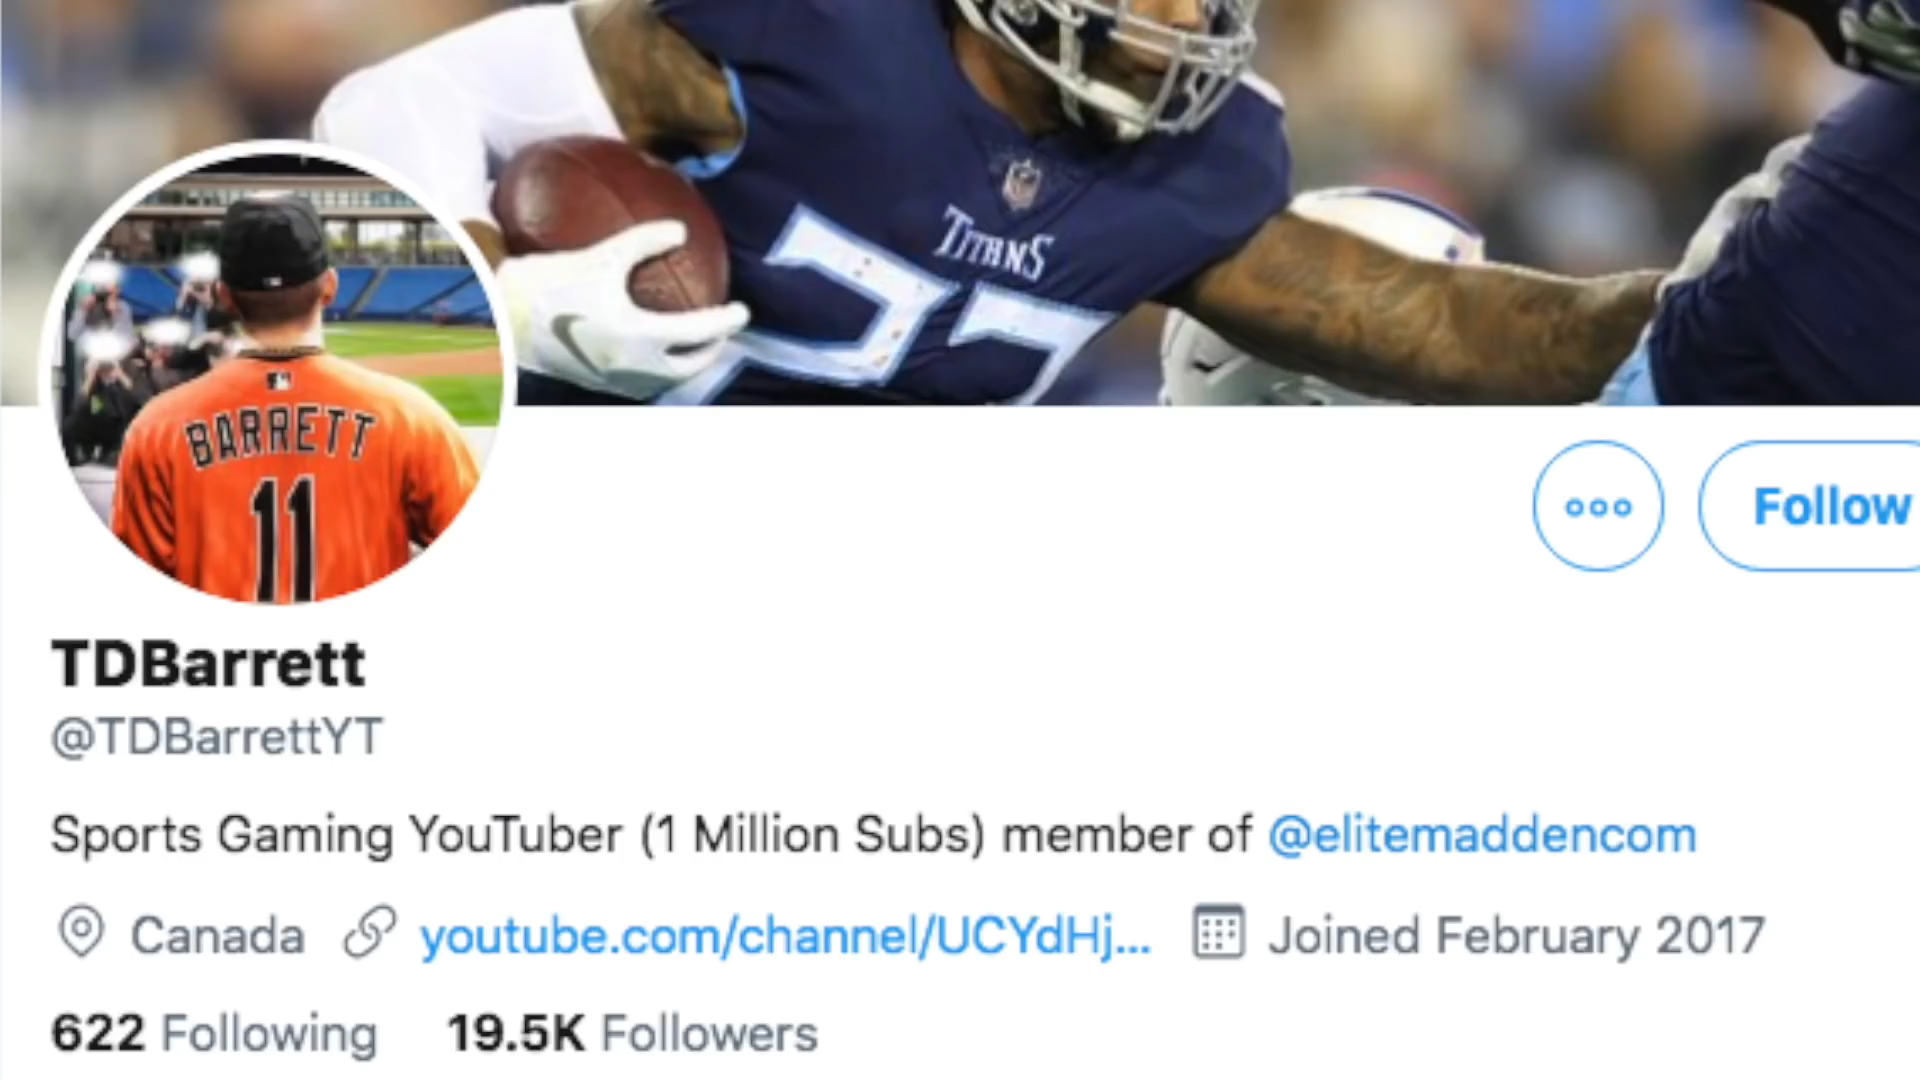 TITANS
22
BARRETT
11
Follow
TDBarrett
@TDBarrettYT
Sports Gaming YouTuber (1 Million Subs) member of @elitemaddencom
Canada youtube.com/channel/UCYdHj... Joined February 2017
622 Following 19.5K Followers